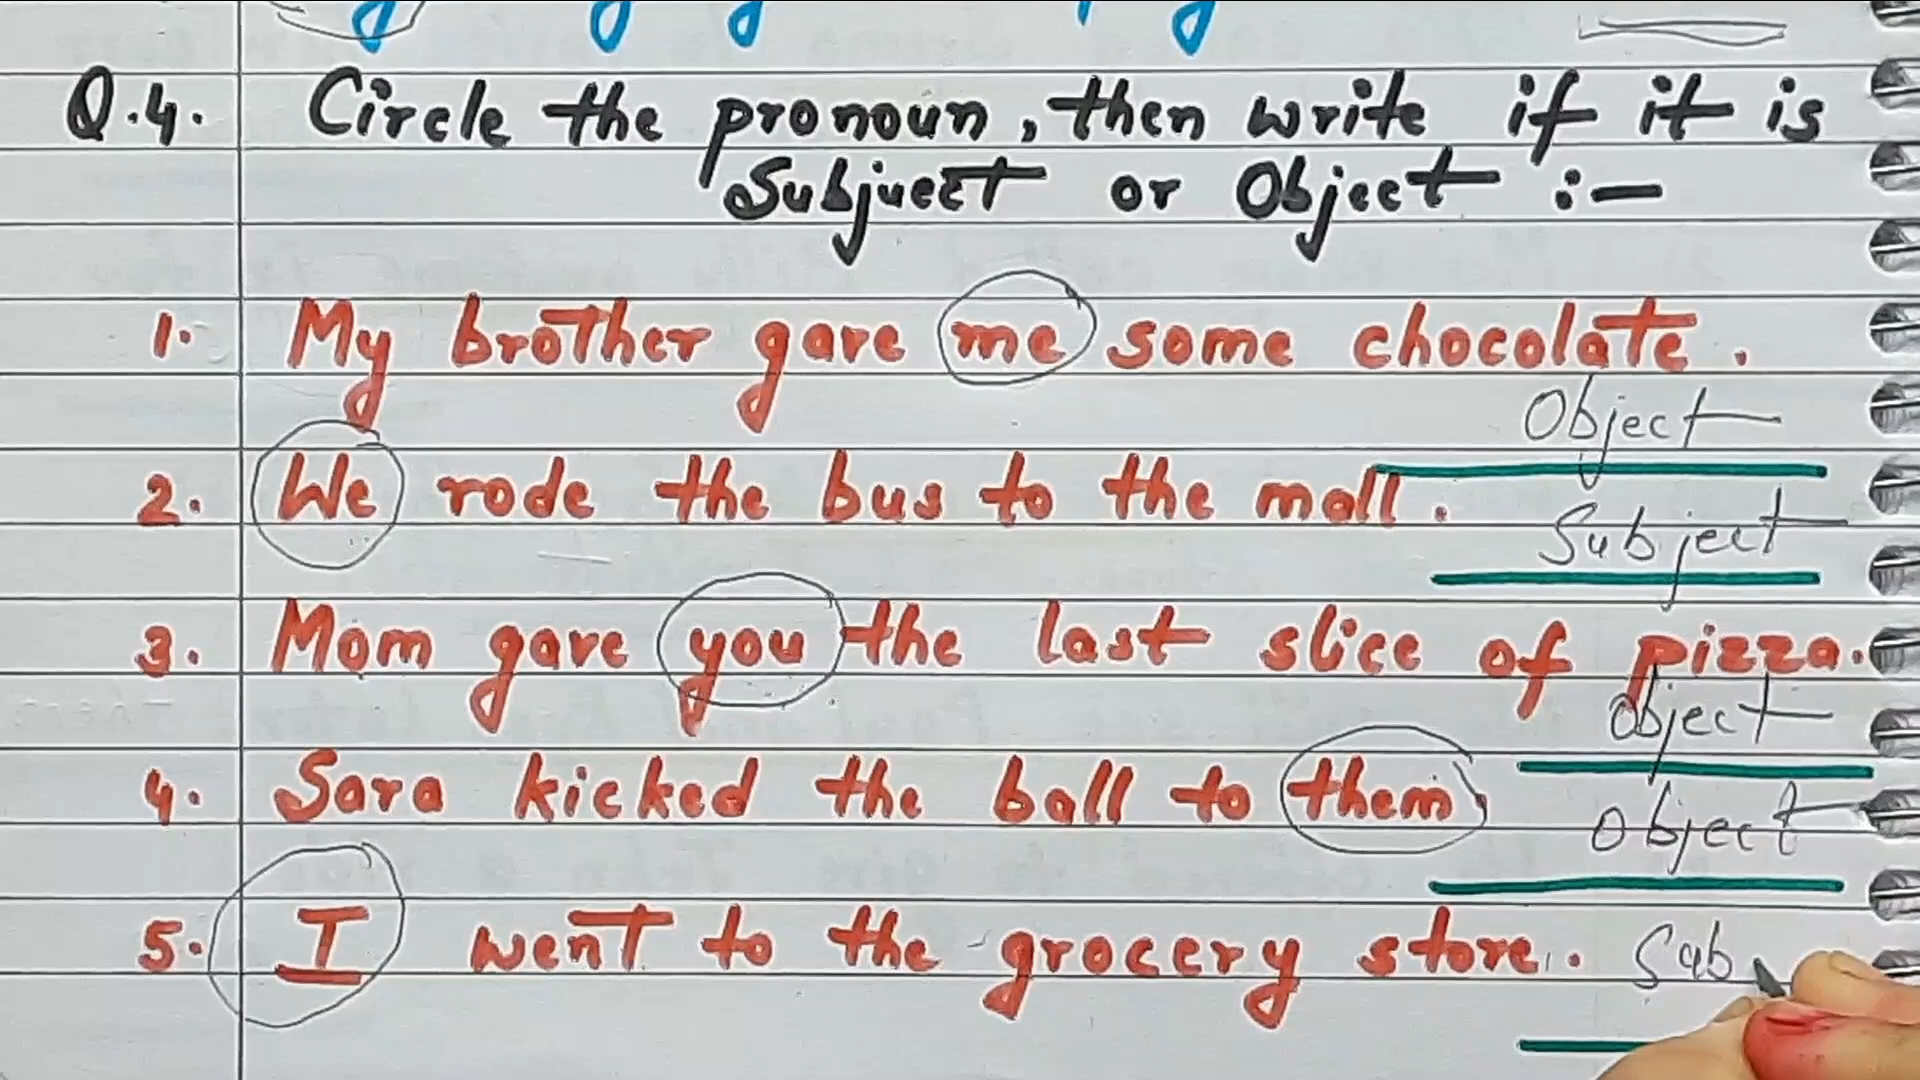 Q.4. Circle the pronoun, then write if it is
Subjuect or Object :-
1. My brother gave me some chocolate.
Object
2. We rode the bus to the mall.
Subject
3. Mom gave you the last slice of pizza.
Object
4. Sara kicked the ball to them.
Object
5. I went to the grocery store. Sub